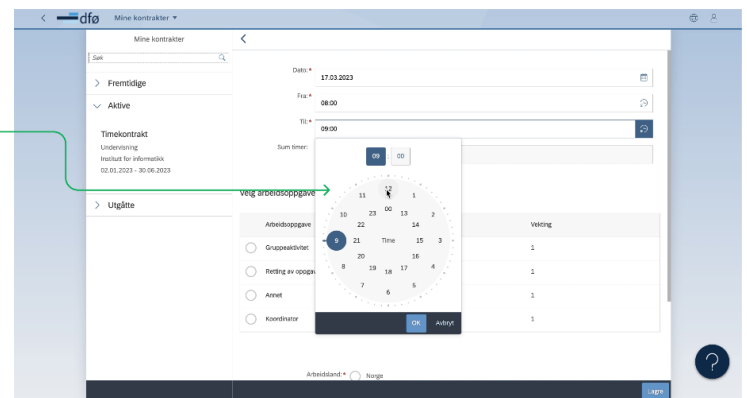 dfø Mine kontrakter
Mine kontrakter
Søk
Fremtidige
Aktive
Timekontrakt
Undervisning
Institutt for informatikk
02.01.2023 - 30.06.2023
Utgåtte
Dato:*
17.03.2023
Fra:*
08:00
Til:*
09:00
Sum timer:
09 00
12
11 1
00
10 23 13 2
22 14
9 21 Time 15 3
20 16
8 19 18 17 4
7 5
6
OK Avbryt
Velg arbeidsoppgave
Arbeidsoppgave Vekting
Gruppeaktivitet 1
Retting av oppgav 1
Annet 1
Koordinator 1
Arbeidsland:* Norge
Lagre
?